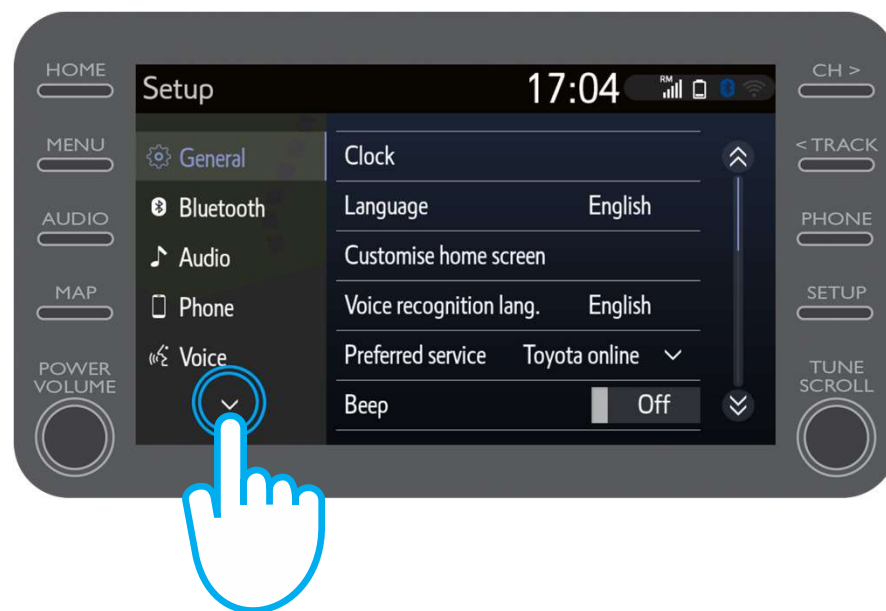 HOME
MENU
AUDIO
MAP
POWER
VOLUME
Setup 17:04 RM
General
Bluetooth
Audio
Phone
Voice
Clock
Language English
Customise home screen
Voice recognition lang. English
Preferred service Toyota online
Beep Off
CH >
< TRACK
PHONE
SETUP
TUNE
SCROLL